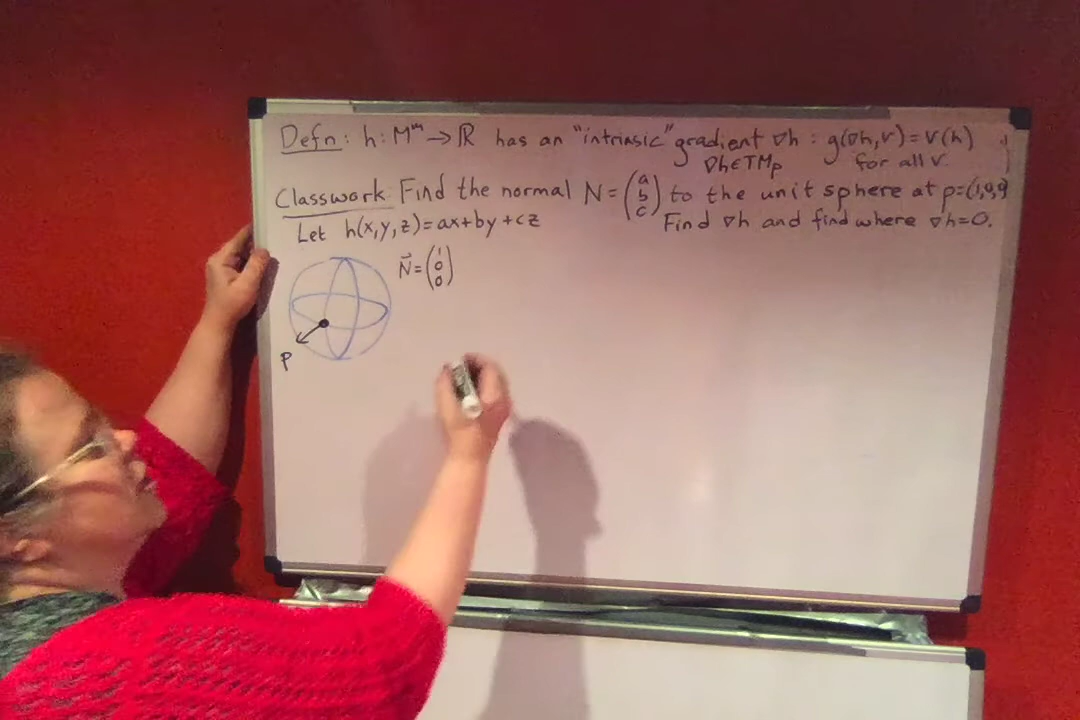 Defn: h: Mᵐ → ℝ has an "intrinsic" gradient ∇h : g(∇h,v) = v(h)
∇h∈TMp for all v.
Classwork Find the normal N = (a b c) to the unit sphere at p=(1,0,0)
Let h(x,y,z) = ax+by+cz Find ∇h and find where ∇h=0.
N⃗ = (1 0 0)
p